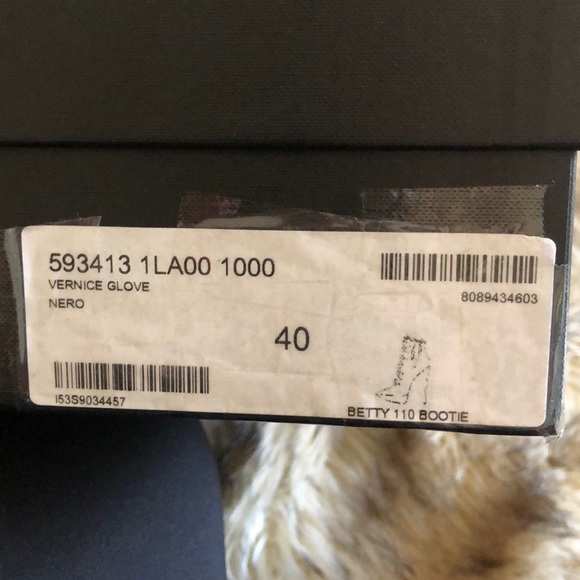 593413 1LA00 1000
VERNICE GLOVE
NERO
8089434603
40
I53S9034457
BETTY 110 BOOTIE